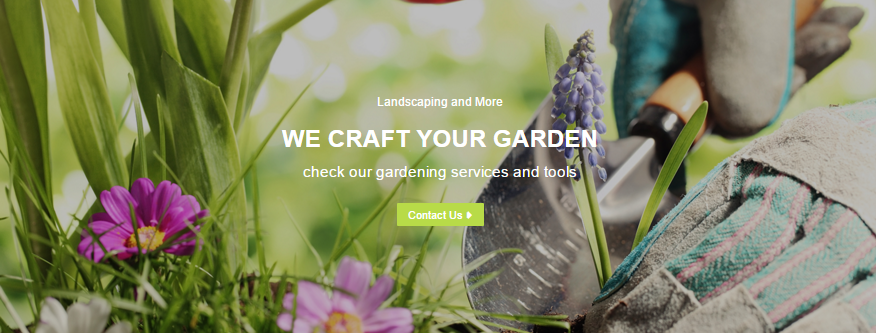 Landscaping and More
WE CRAFT YOUR GARDEN
check our gardening services and tools
Contact Us